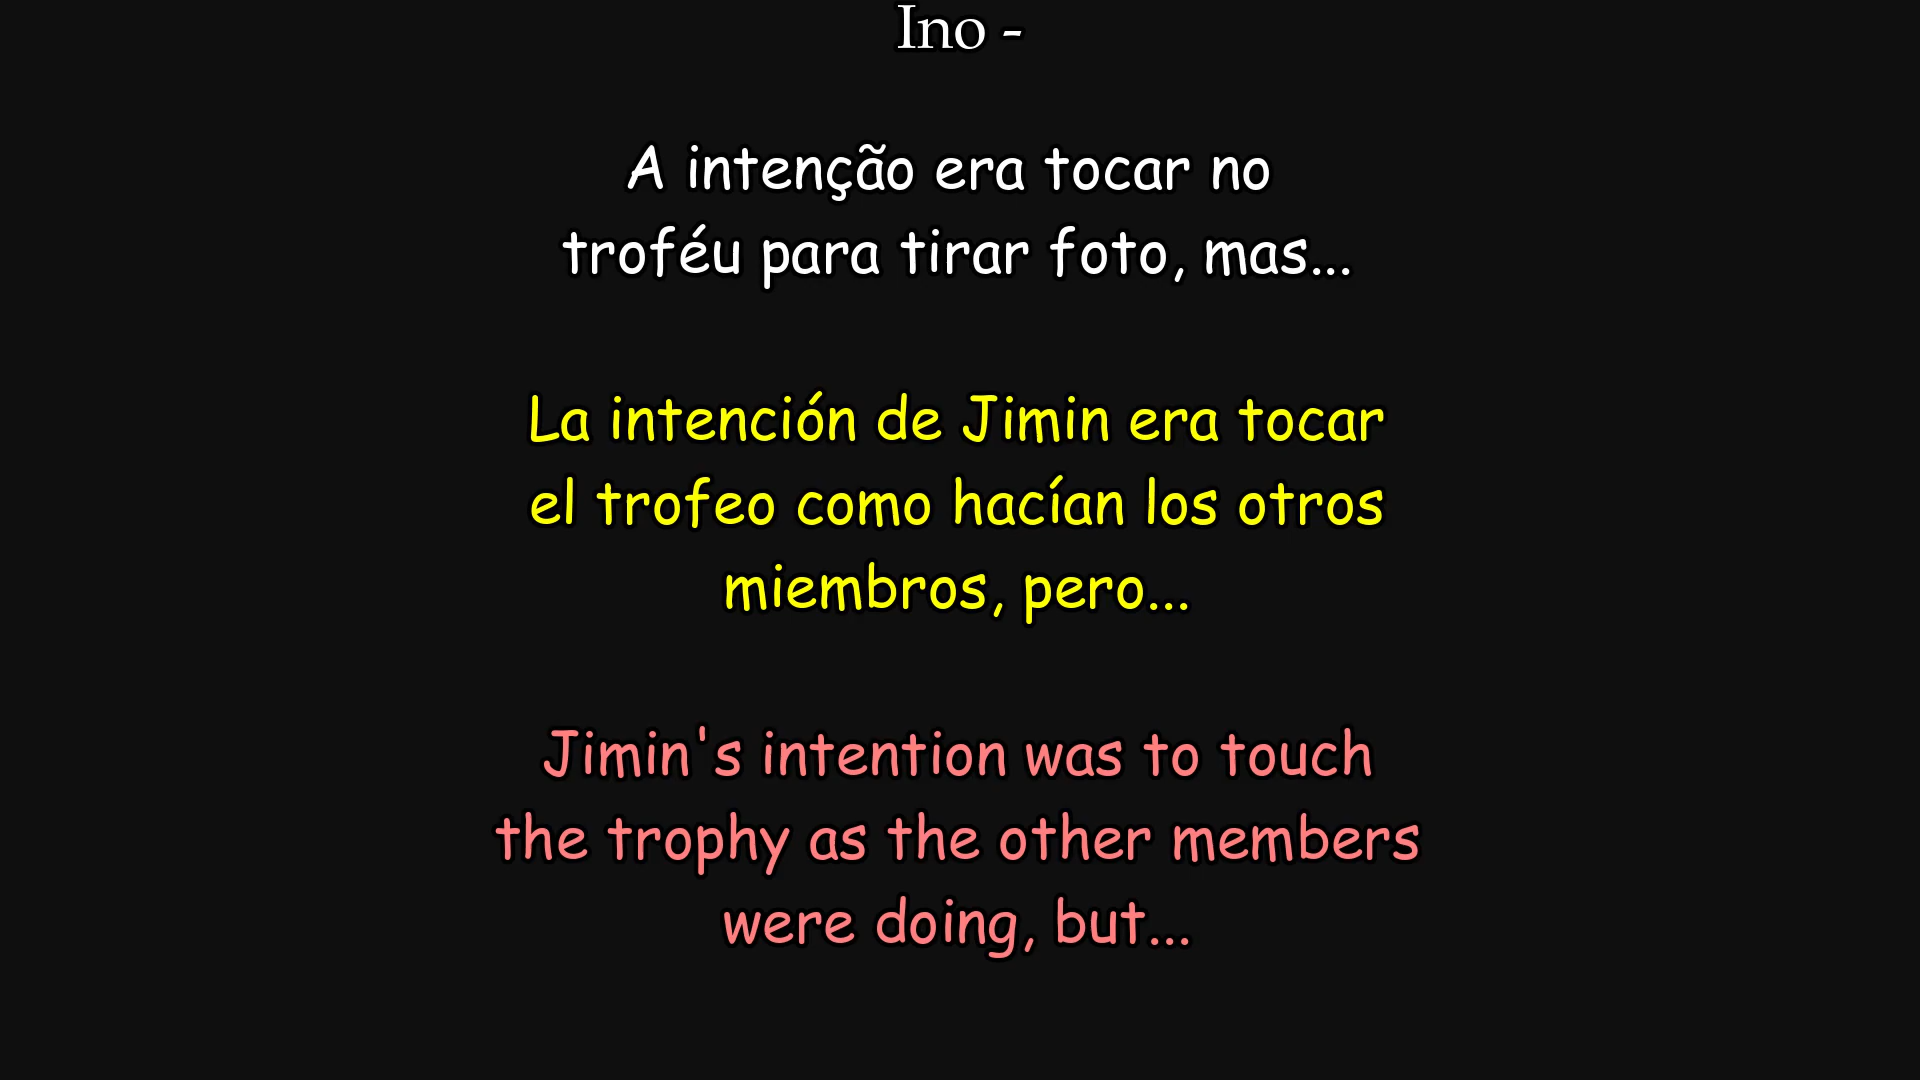 Ino -
A intenção era tocar no
troféu para tirar foto, mas...
La intención de Jimin era tocar
el trofeo como hacían los otros
miembros, pero...
Jimin's intention was to touch
the trophy as the other members
were doing, but...